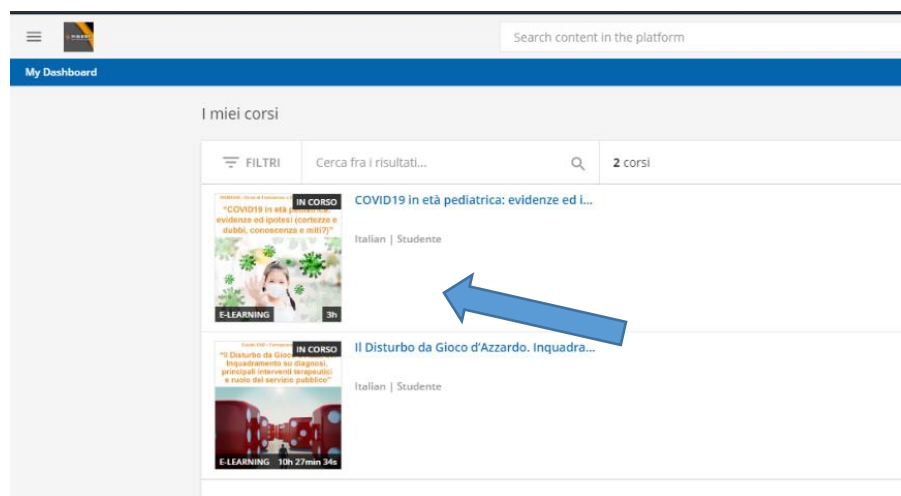 Search content in the platform
My Dashboard
I miei corsi
FILTRI
Cerca fra i risultati...
2 corsi
IN CORSO
"COVID19 in età
evidenze ed ipotesi (certezze e
dubbi, conoscenza e miti?)"
E-LEARNING
3h
COVID19 in età pediatrica: evidenze ed i...
Italian | Studente
IN CORSO
"Il Disturbo da
Inquadramento su diagnosi,
principali interventi terapeutici
e ruolo del servizio pubblico"
E-LEARNING
10h 27min 34s
Il Disturbo da Gioco d'Azzardo. Inquadra...
Italian | Studente